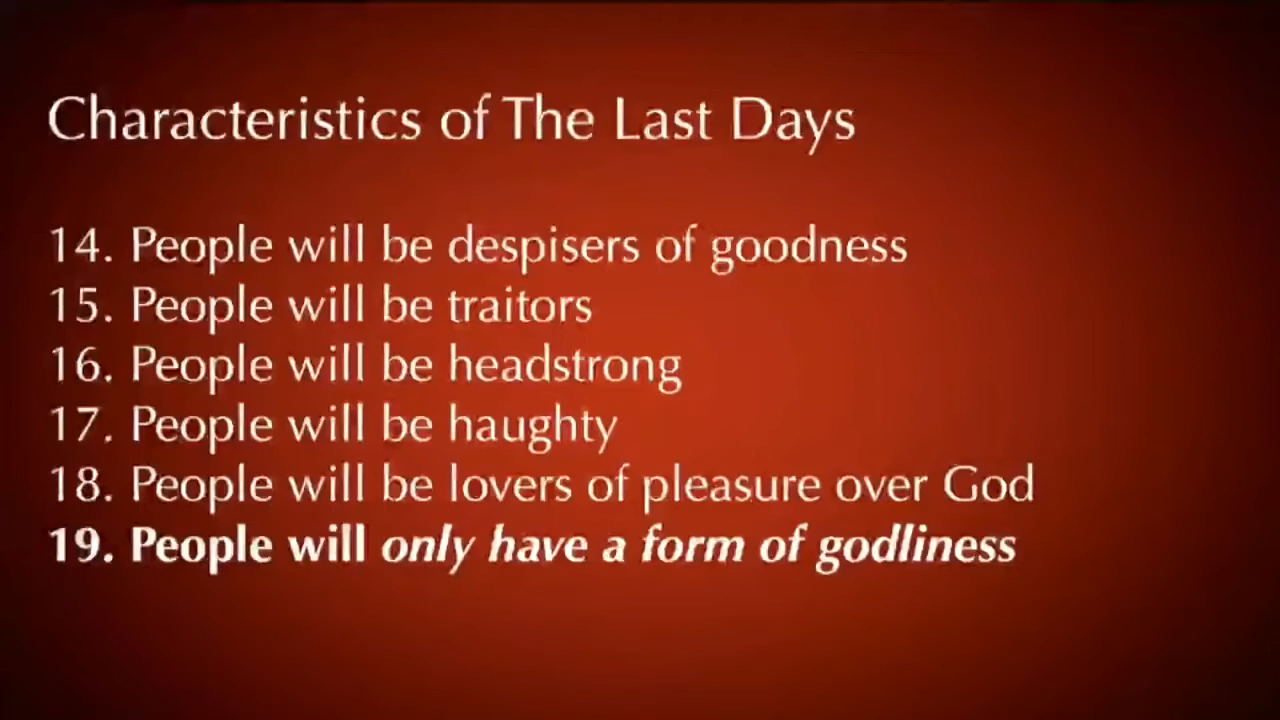 Characteristics of The Last Days
14. People will be despisers of goodness
15. People will be traitors
16. People will be headstrong
17. People will be haughty
18. People will be lovers of pleasure over God
19. People will only have a form of godliness